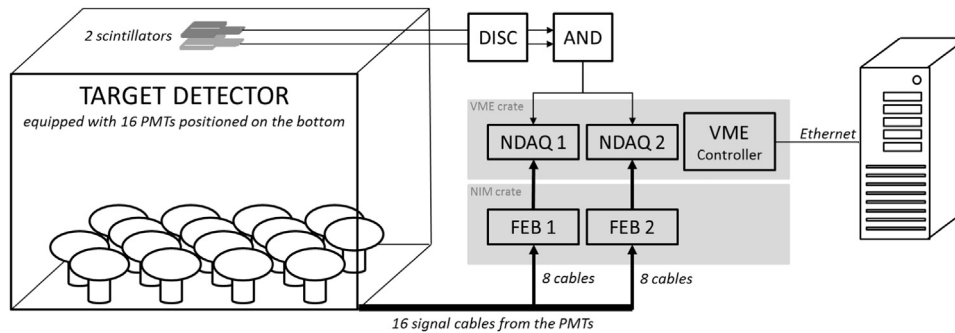 2 scintillators
DISC
AND
TARGET DETECTOR
equipped with 16 PMTs positioned on the bottom
VME crate
NDAQ 1
NDAQ 2
VME
Controller
Ethernet
NIM crate
FEB 1
FEB 2
8 cables
8 cables
16 signal cables from the PMTs